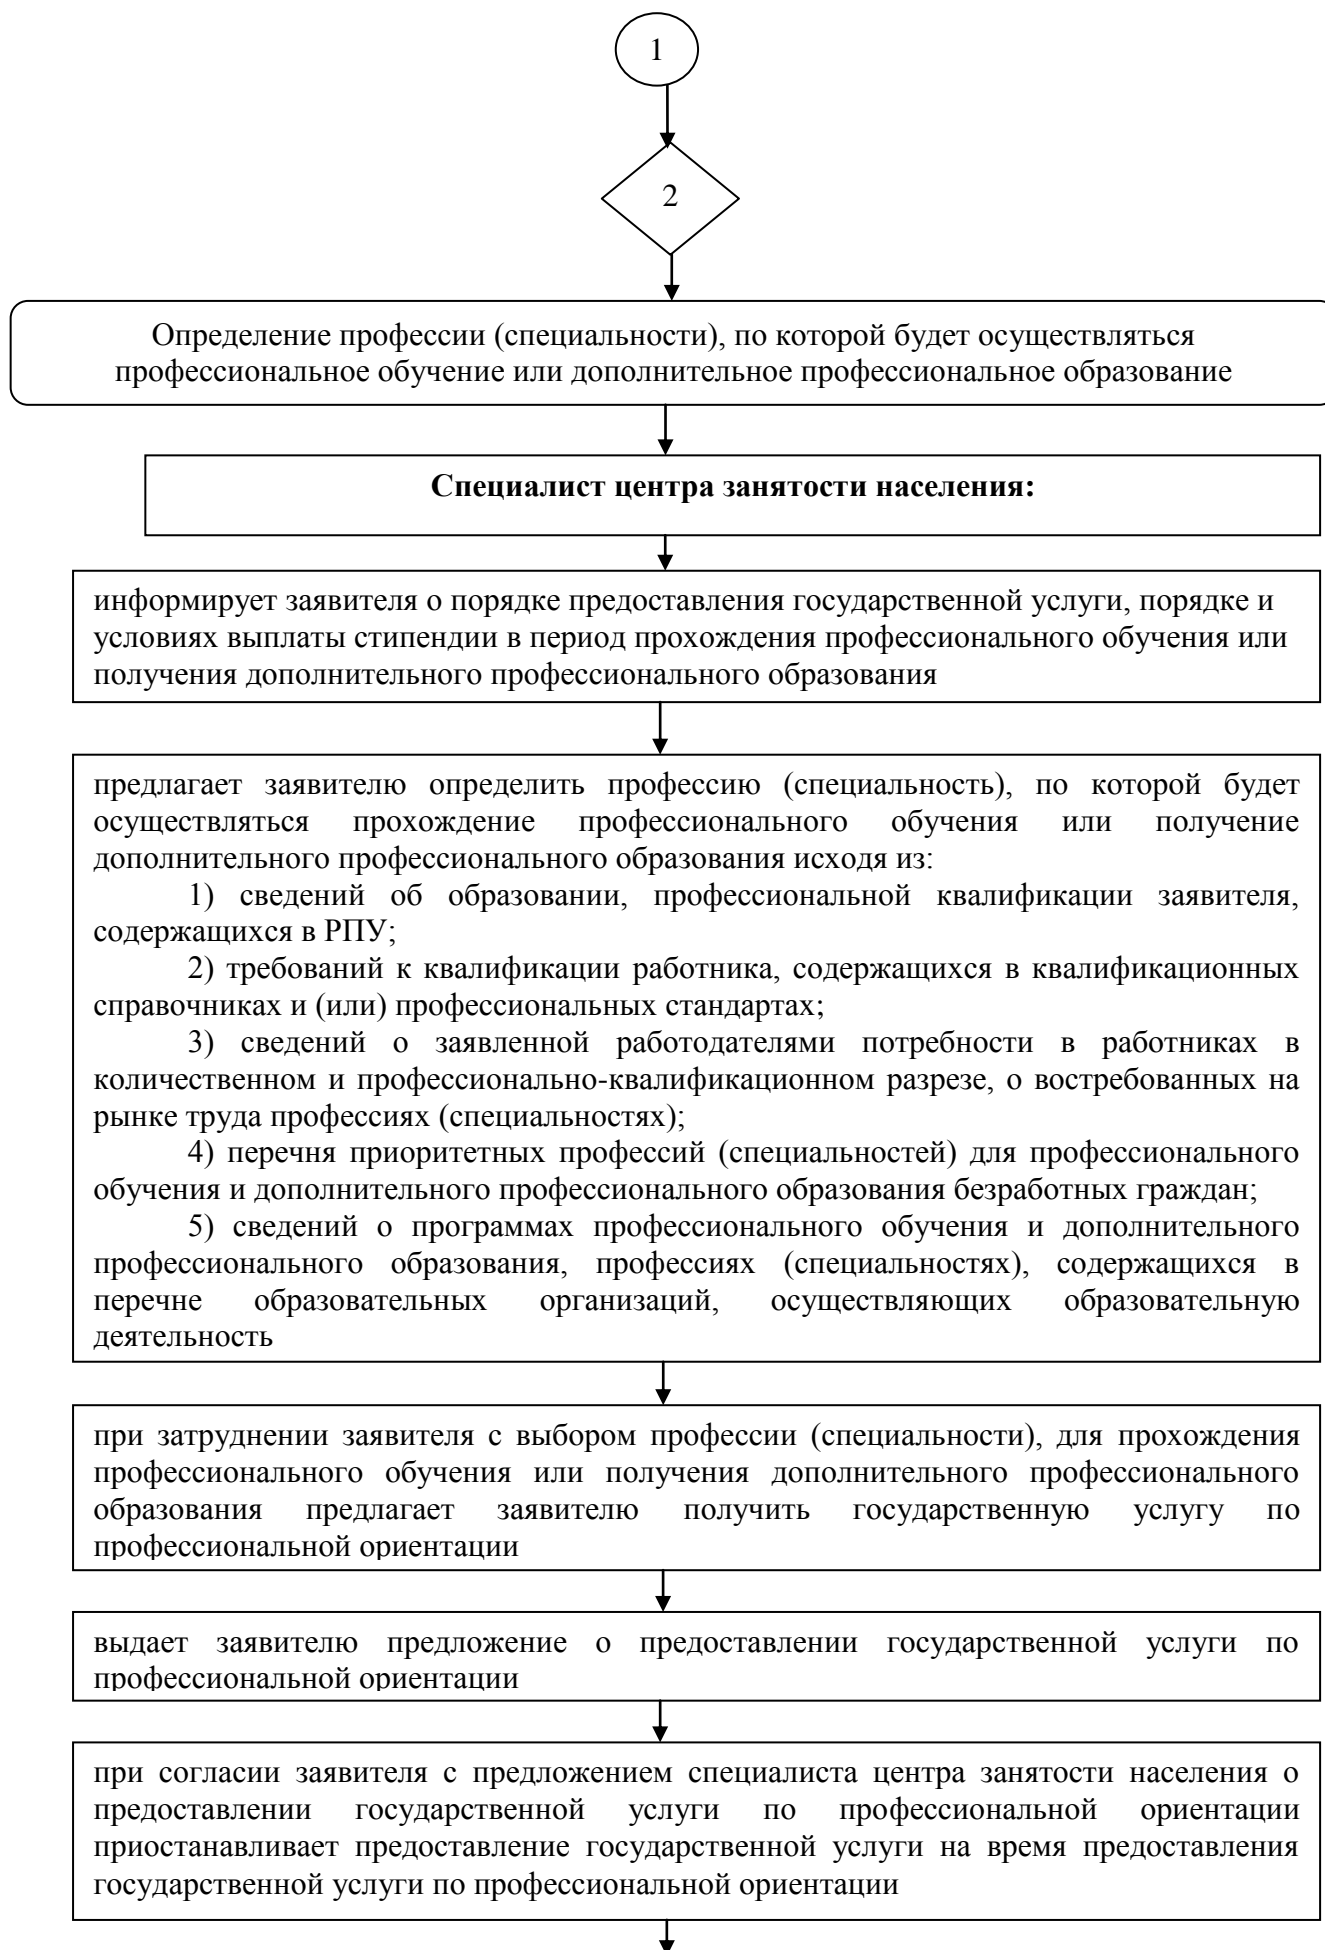 1
2
Определение профессии (специальности), по которой будет осуществляться
профессиональное обучение или дополнительное профессиональное образование
Специалист центра занятости населения:
информирует заявителя о порядке предоставления государственной услуги, порядке и
условиях выплаты стипендии в период прохождения профессионального обучения или
получения дополнительного профессионального образования
предлагает заявителю определить профессию (специальность), по которой будет
осуществляться прохождение профессионального обучения или получение
дополнительного профессионального образования исходя из:
1) сведений об образовании, профессиональной квалификации заявителя,
содержащихся в РПУ;
2) требований к квалификации работника, содержащихся в квалификационных
справочниках и (или) профессиональных стандартах;
3) сведений о заявленной работодателями потребности в работниках в
количественном и профессионально-квалификационном разрезе, о востребованных на
рынке труда профессиях (специальностях);
4) перечня приоритетных профессий (специальностей) для профессионального
обучения и дополнительного профессионального образования безработных граждан;
5) сведений о программах профессионального обучения и дополнительного
профессионального образования, профессиях (специальностях), содержащихся в
перечне образовательных организаций, осуществляющих образовательную
деятельность
при затруднении заявителя с выбором профессии (специальности), для прохождения
профессионального обучения или получения дополнительного профессионального
образования предлагает заявителю получить государственную услугу по
профессиональной ориентации
выдает заявителю предложение о предоставлении государственной услуги по
профессиональной ориентации
при согласии заявителя с предложением специалиста центра занятости населения о
предоставлении государственной услуги по профессиональной ориентации
приостанавливает предоставление государственной услуги на время предоставления
государственной услуги по профессиональной ориентации